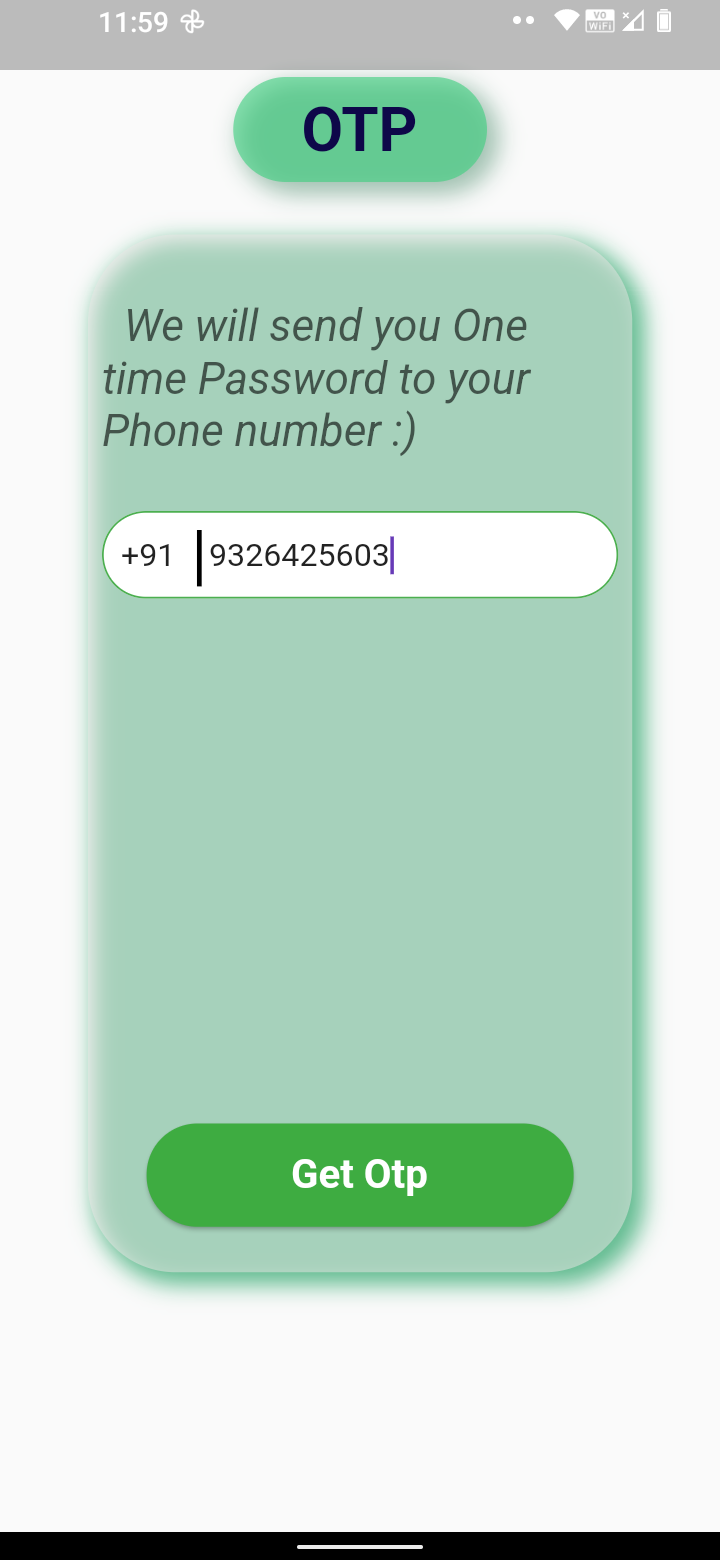 11:59
VO
WiFi
OTP
We will send you One
time Password to your
Phone number :)
+91 9326425603
Get Otp